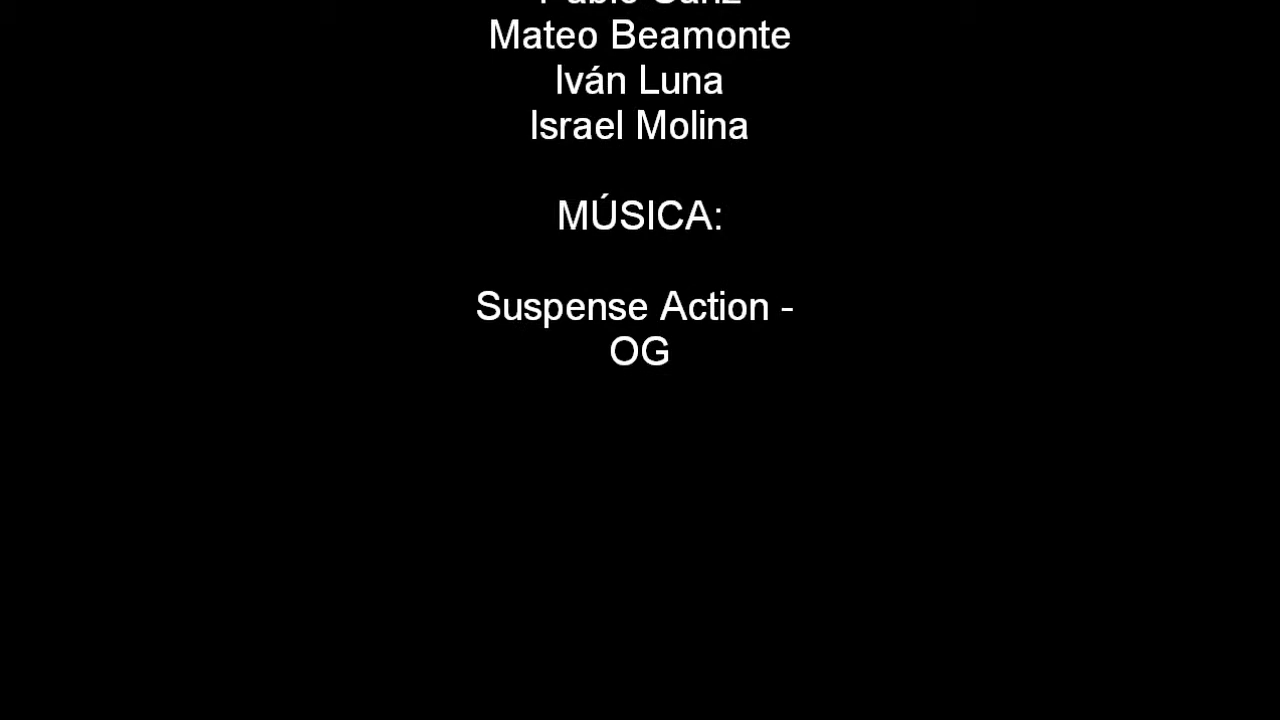 Mateo Beamonte
Iván Luna
Israel Molina
MÚSICA:
Suspense Action -
OG